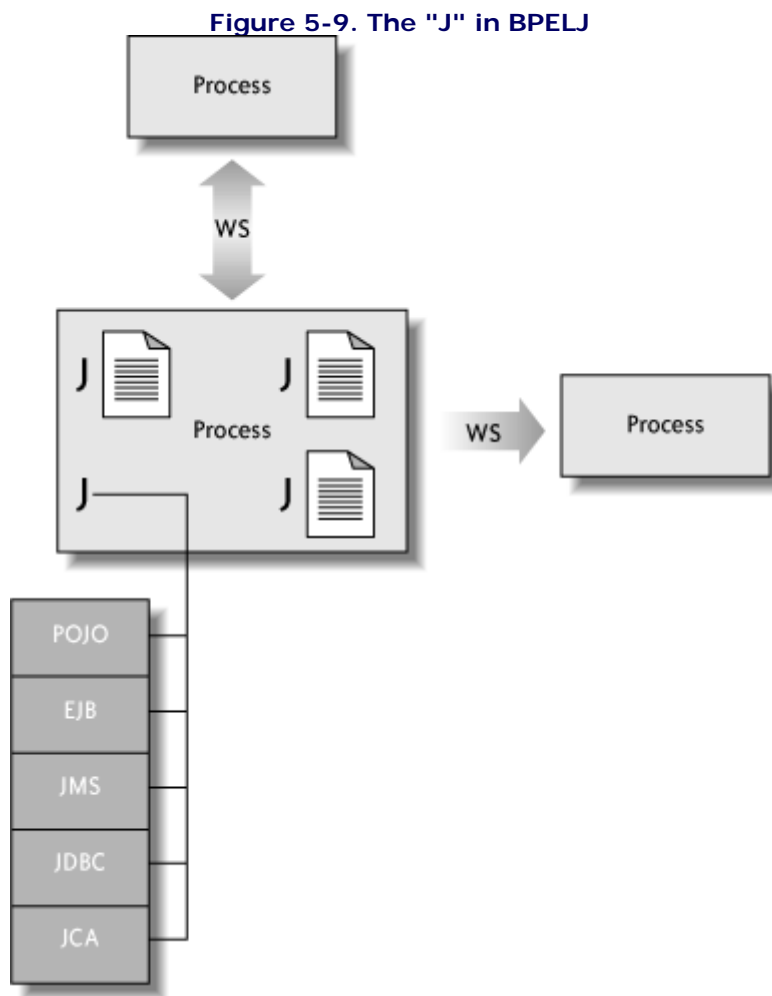 Figure 5-9. The "J" in BPELJ
Process
WS
J
J
Process
WS
Process
J
J
POJO
EJB
JMS
JDBC
JCA